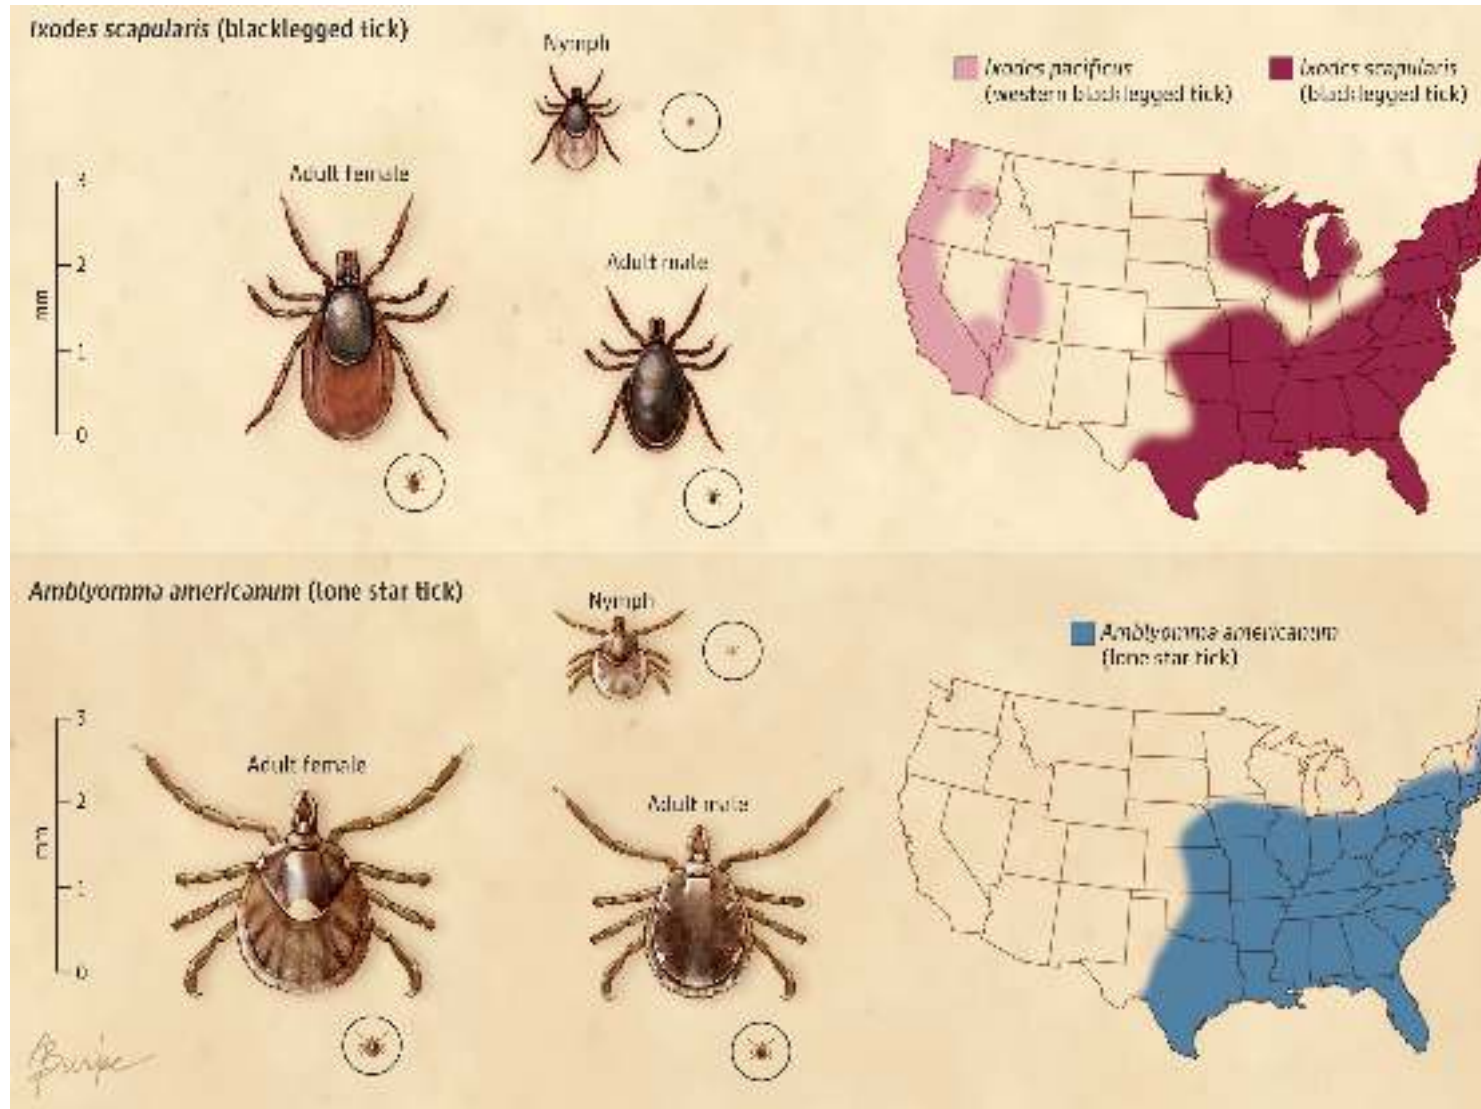 Ixodes scapularis (blacklegged tick)
Nymph
Adult female
Adult male
3
2
1
0
mm
Ixodes pacificus
(western blacklegged tick)
Ixodes scapularis
(blacklegged tick)
Amblyomma americanum (lone star tick)
Nymph
Adult female
Adult male
3
2
1
0
mm
Amblyomma americanum
(lone star tick)